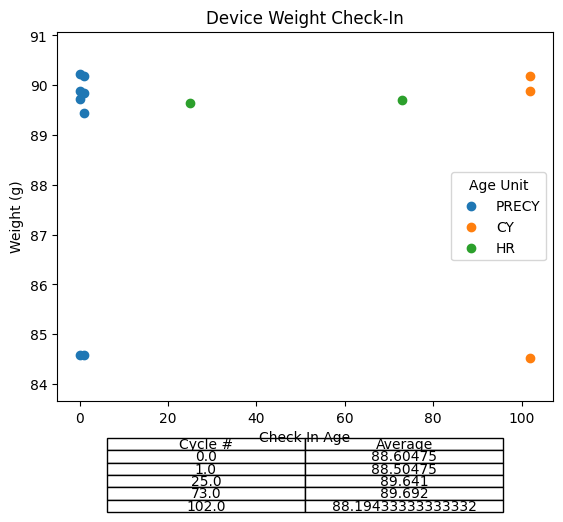 Device Weight Check-In
91
90
89
88
87
86
85
84
Weight (g)
Age Unit
PRECY
CY
HR
0 20 40 60 80 100
Check In Age
Cycle # Average
0.0 88.60475
1.0 88.50475
25.0 89.641
73.0 89.692
102.0 88.19433333333332